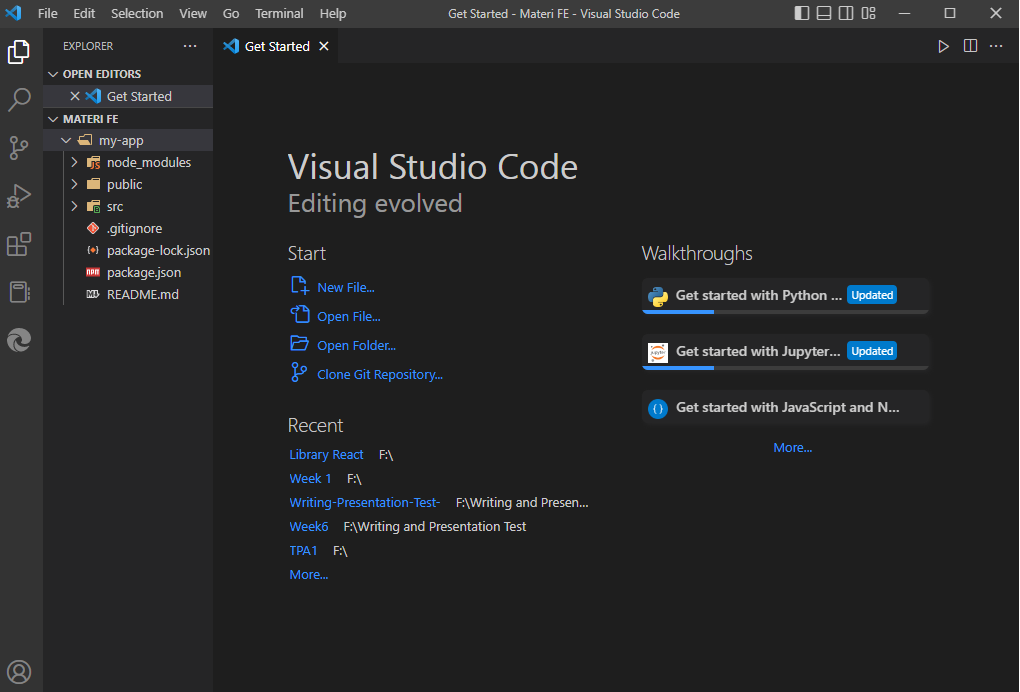 File Edit Selection View Go Terminal Help
Get Started - Materi FE - Visual Studio Code
EXPLORER
OPEN EDITORS
Get Started
MATERI FE
my-app
node_modules
public
src
.gitignore
package-lock.json
package.json
README.md
Get Started
Visual Studio Code
Editing evolved
Start
New File...
Open File...
Open Folder...
Clone Git Repository...
Recent
Library React F:\
Week 1 F:\
Writing-Presentation-Test- F:\Writing and Presen...
Week6 F:\Writing and Presentation Test
TPA1 F:\
More...
Walkthroughs
Get started with Python ... Updated
Get started with Jupyter... Updated
Get started with JavaScript and N...
More...